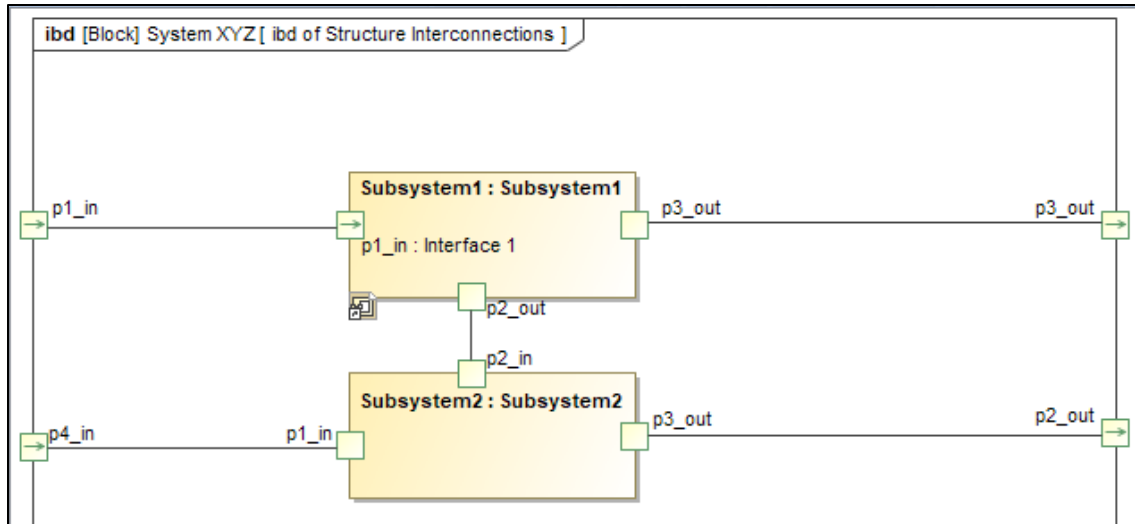 ibd [Block] System XYZ [ ibd of Structure Interconnections ]
Subsystem1 : Subsystem1
p1_in
p3_out
p3_out
p1_in : Interface 1
p2_out
p2_in
Subsystem2 : Subsystem2
p4_in
p1_in
p3_out
p2_out